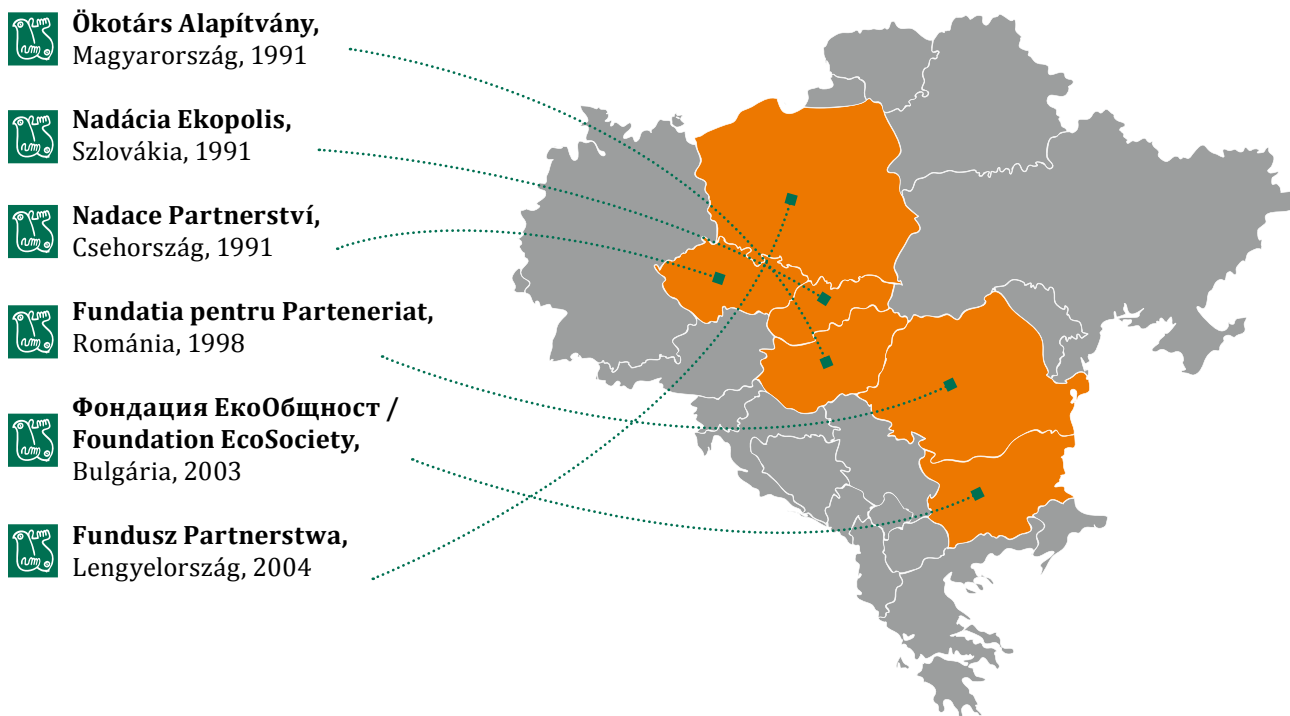 Ökotárs Alapítvány,
Magyarország, 1991
Nadácia Ekopolis,
Szlovákia, 1991
Nadace Partnerství,
Csehország, 1991
Fundatia pentru Parteneriat,
Románia, 1998
Фондация ЕкоОбщност /
Foundation EcoSociety,
Bulgária, 2003
Fundusz Partnerstwa,
Lengyelország, 2004